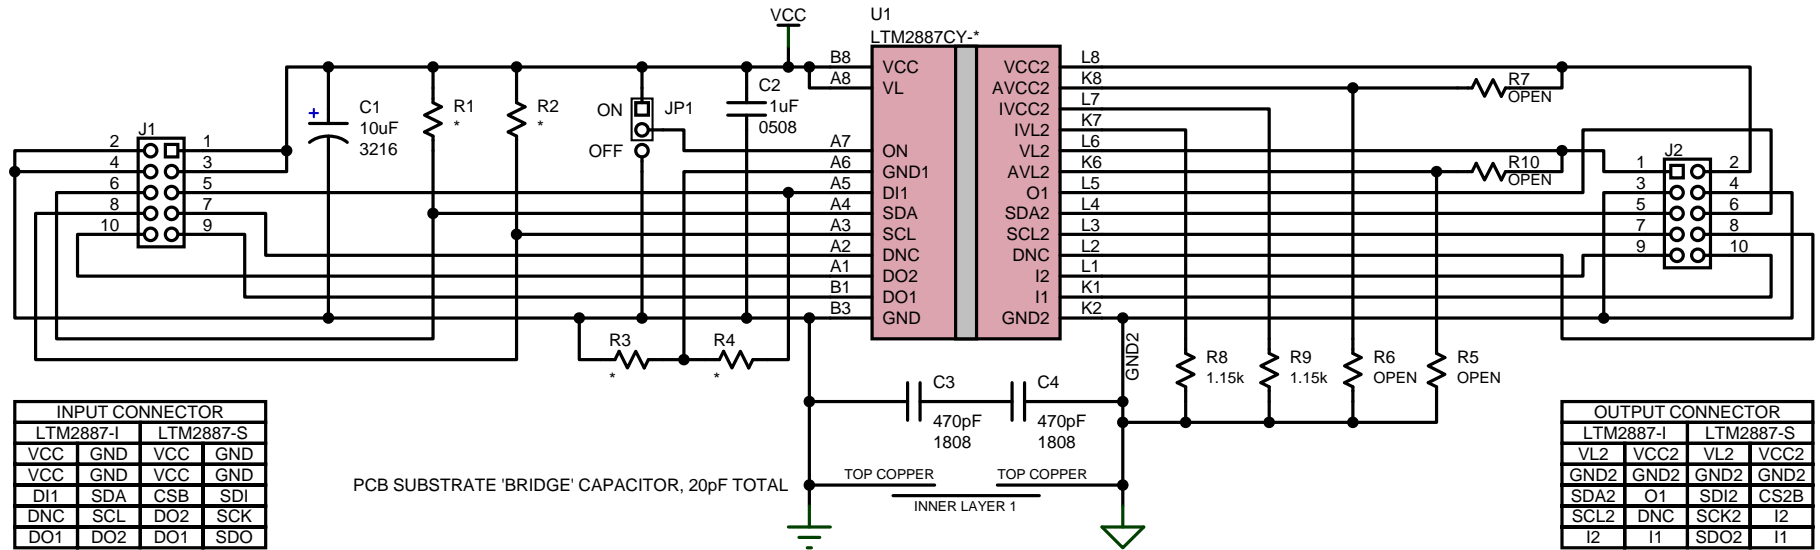 VCC
U1
LTM2887CY-*
B8 VCC VCC2 L8
A8 VL AVCC2 K8
IVCC2 L7
IVL2 K7
A7 ON VL2 L6
A6 GND1 AVL2 K6
A5 DI1 O1 L5
A4 SDA SDA2 L4
A3 SCL SCL2 L3
A2 DNC DNC L2
A1 DO2 I2 L1
B1 DO1 I1 K1
B3 GND GND2 K2
J1
2 1
4 3
6 5
8 7
10 9
+
C1
10uF
3216
R1
*
R2
*
ON
JP1
OFF
C2
1uF
0508
R3
*
R4
*
R7
OPEN
R10
OPEN
J2
1 2
3 4
5 6
7 8
9 10
GND2
R8
1.15k
R9
1.15k
R6
OPEN
R5
OPEN
C3
470pF
1808
C4
470pF
1808
PCB SUBSTRATE 'BRIDGE' CAPACITOR, 20pF TOTAL
TOP COPPER TOP COPPER
INNER LAYER 1
INPUT CONNECTOR
LTM2887-I LTM2887-S
VCC GND VCC GND
VCC GND VCC GND
DI1 SDA CSB SDI
DNC SCL DO2 SCK
DO1 DO2 DO1 SDO
OUTPUT CONNECTOR
LTM2887-I LTM2887-S
VL2 VCC2 VL2 VCC2
GND2 GND2 GND2 GND2
SDA2 O1 SDI2 CS2B
SCL2 DNC SCK2 I2
I2 I1 SDO2 I1